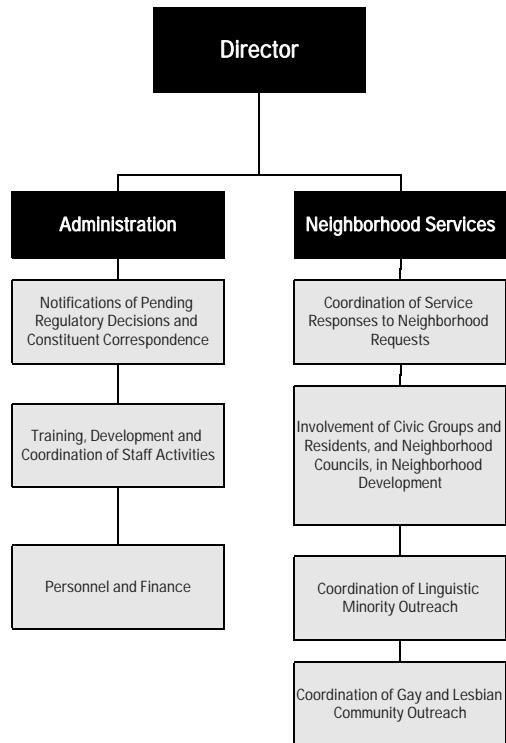 Director
Administration
Notifications of Pending
Regulatory Decisions and
Constituent Correspondence
Training, Development and
Coordination of Staff Activities
Personnel and Finance
Neighborhood Services
Coordination of Service
Responses to Neighborhood
Requests
Involvement of Civic Groups and
Residents, and Neighborhood
Councils, in Neighborhood
Development
Coordination of Linguistic
Minority Outreach
Coordination of Gay and Lesbian
Community Outreach